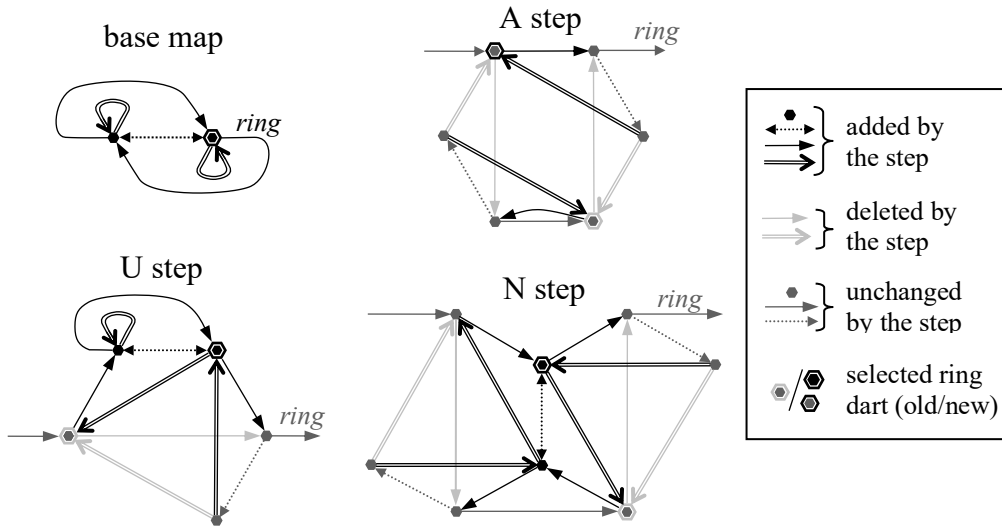 base map
ring
A step
ring
U step
ring
N step
ring
added by
the step
deleted by
the step
unchanged
by the step
selected ring
dart (old/new)